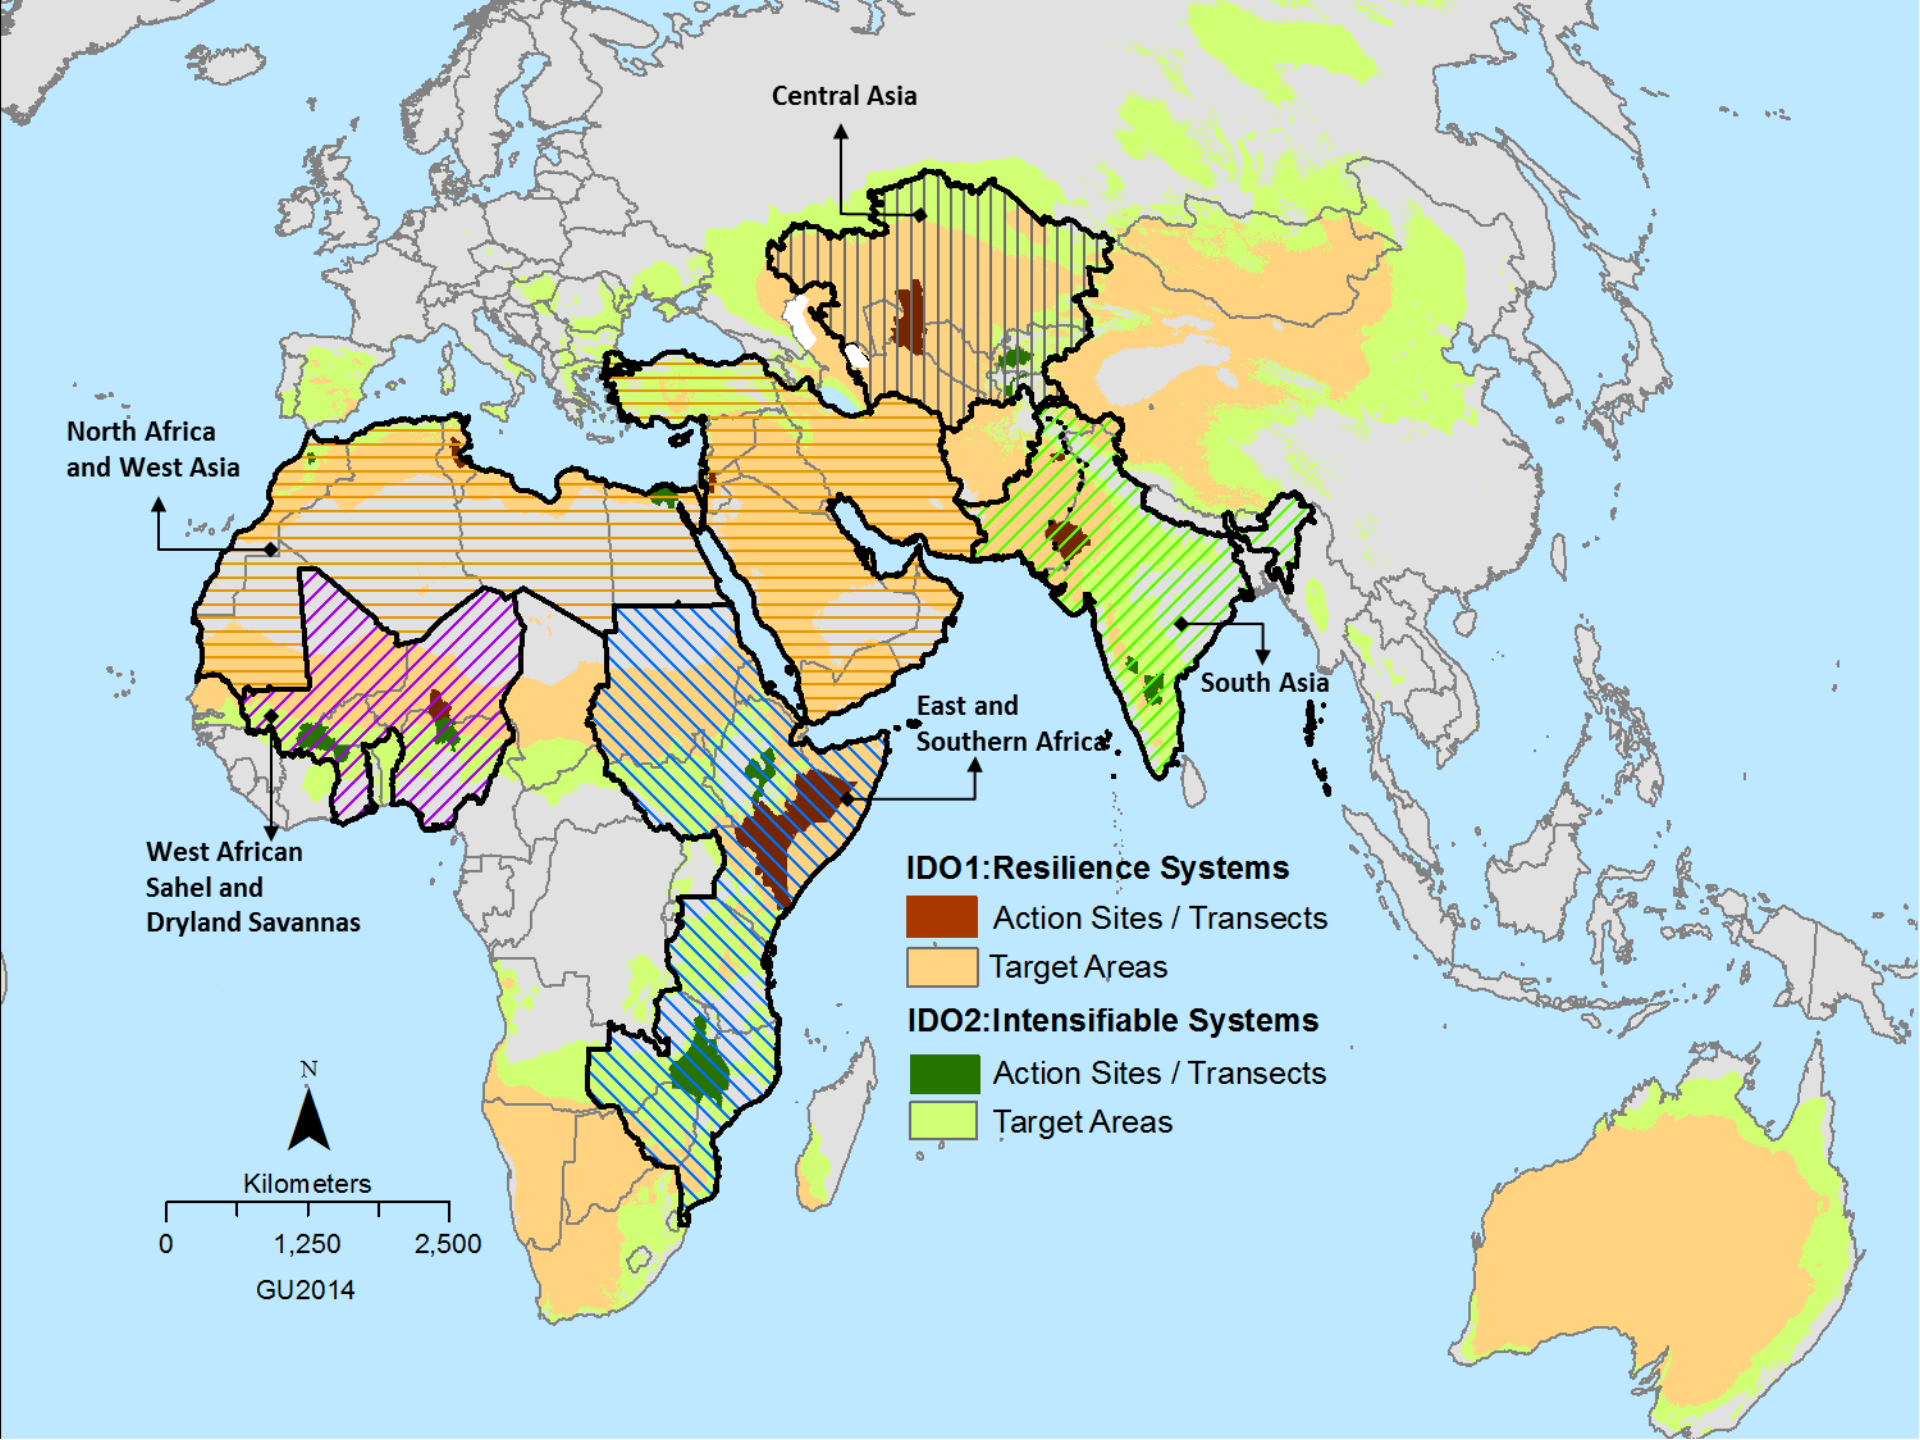 Central Asia
North Africa
and West Asia
South Asia
East and
Southern Africa
West African
Sahel and
Dryland Savannas
IDO1:Resilience Systems
Action Sites / Transects
Target Areas
IDO2:Intensifiable Systems
Action Sites / Transects
Target Areas
N
Kilometers
0 1,250 2,500
GU2014